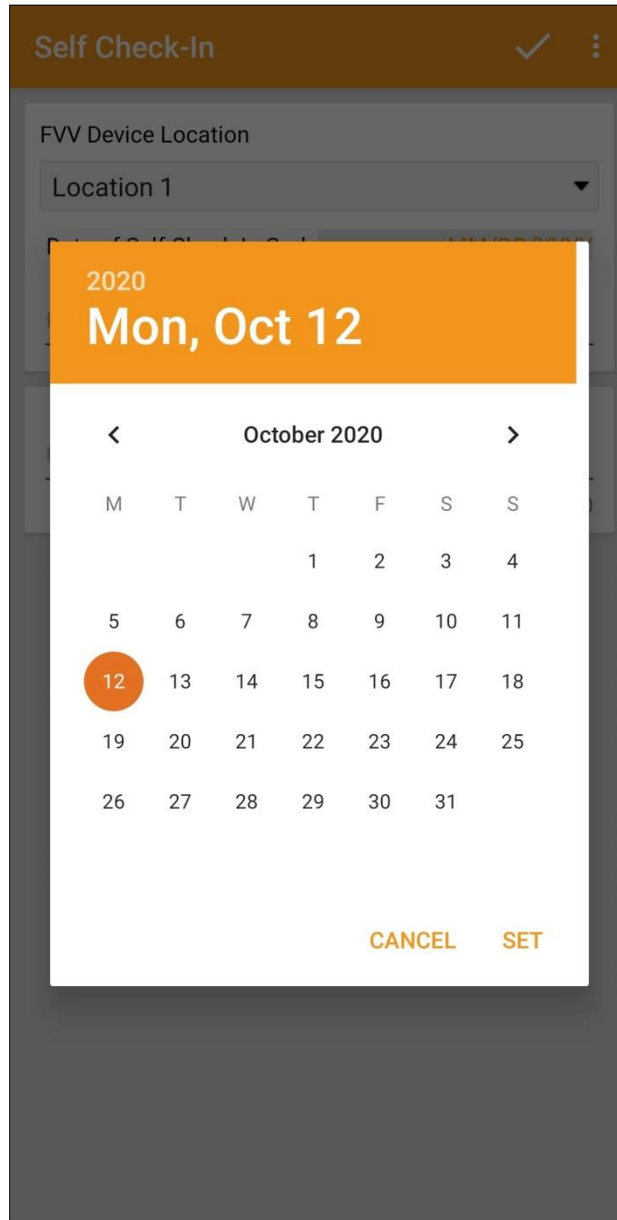 Self Check-In
FVV Device Location
Location 1
2020
Mon, Oct 12
October 2020
M T W T F S S
1 2 3 4
5 6 7 8 9 10 11
12 13 14 15 16 17 18
19 20 21 22 23 24 25
26 27 28 29 30 31
CANCEL SET